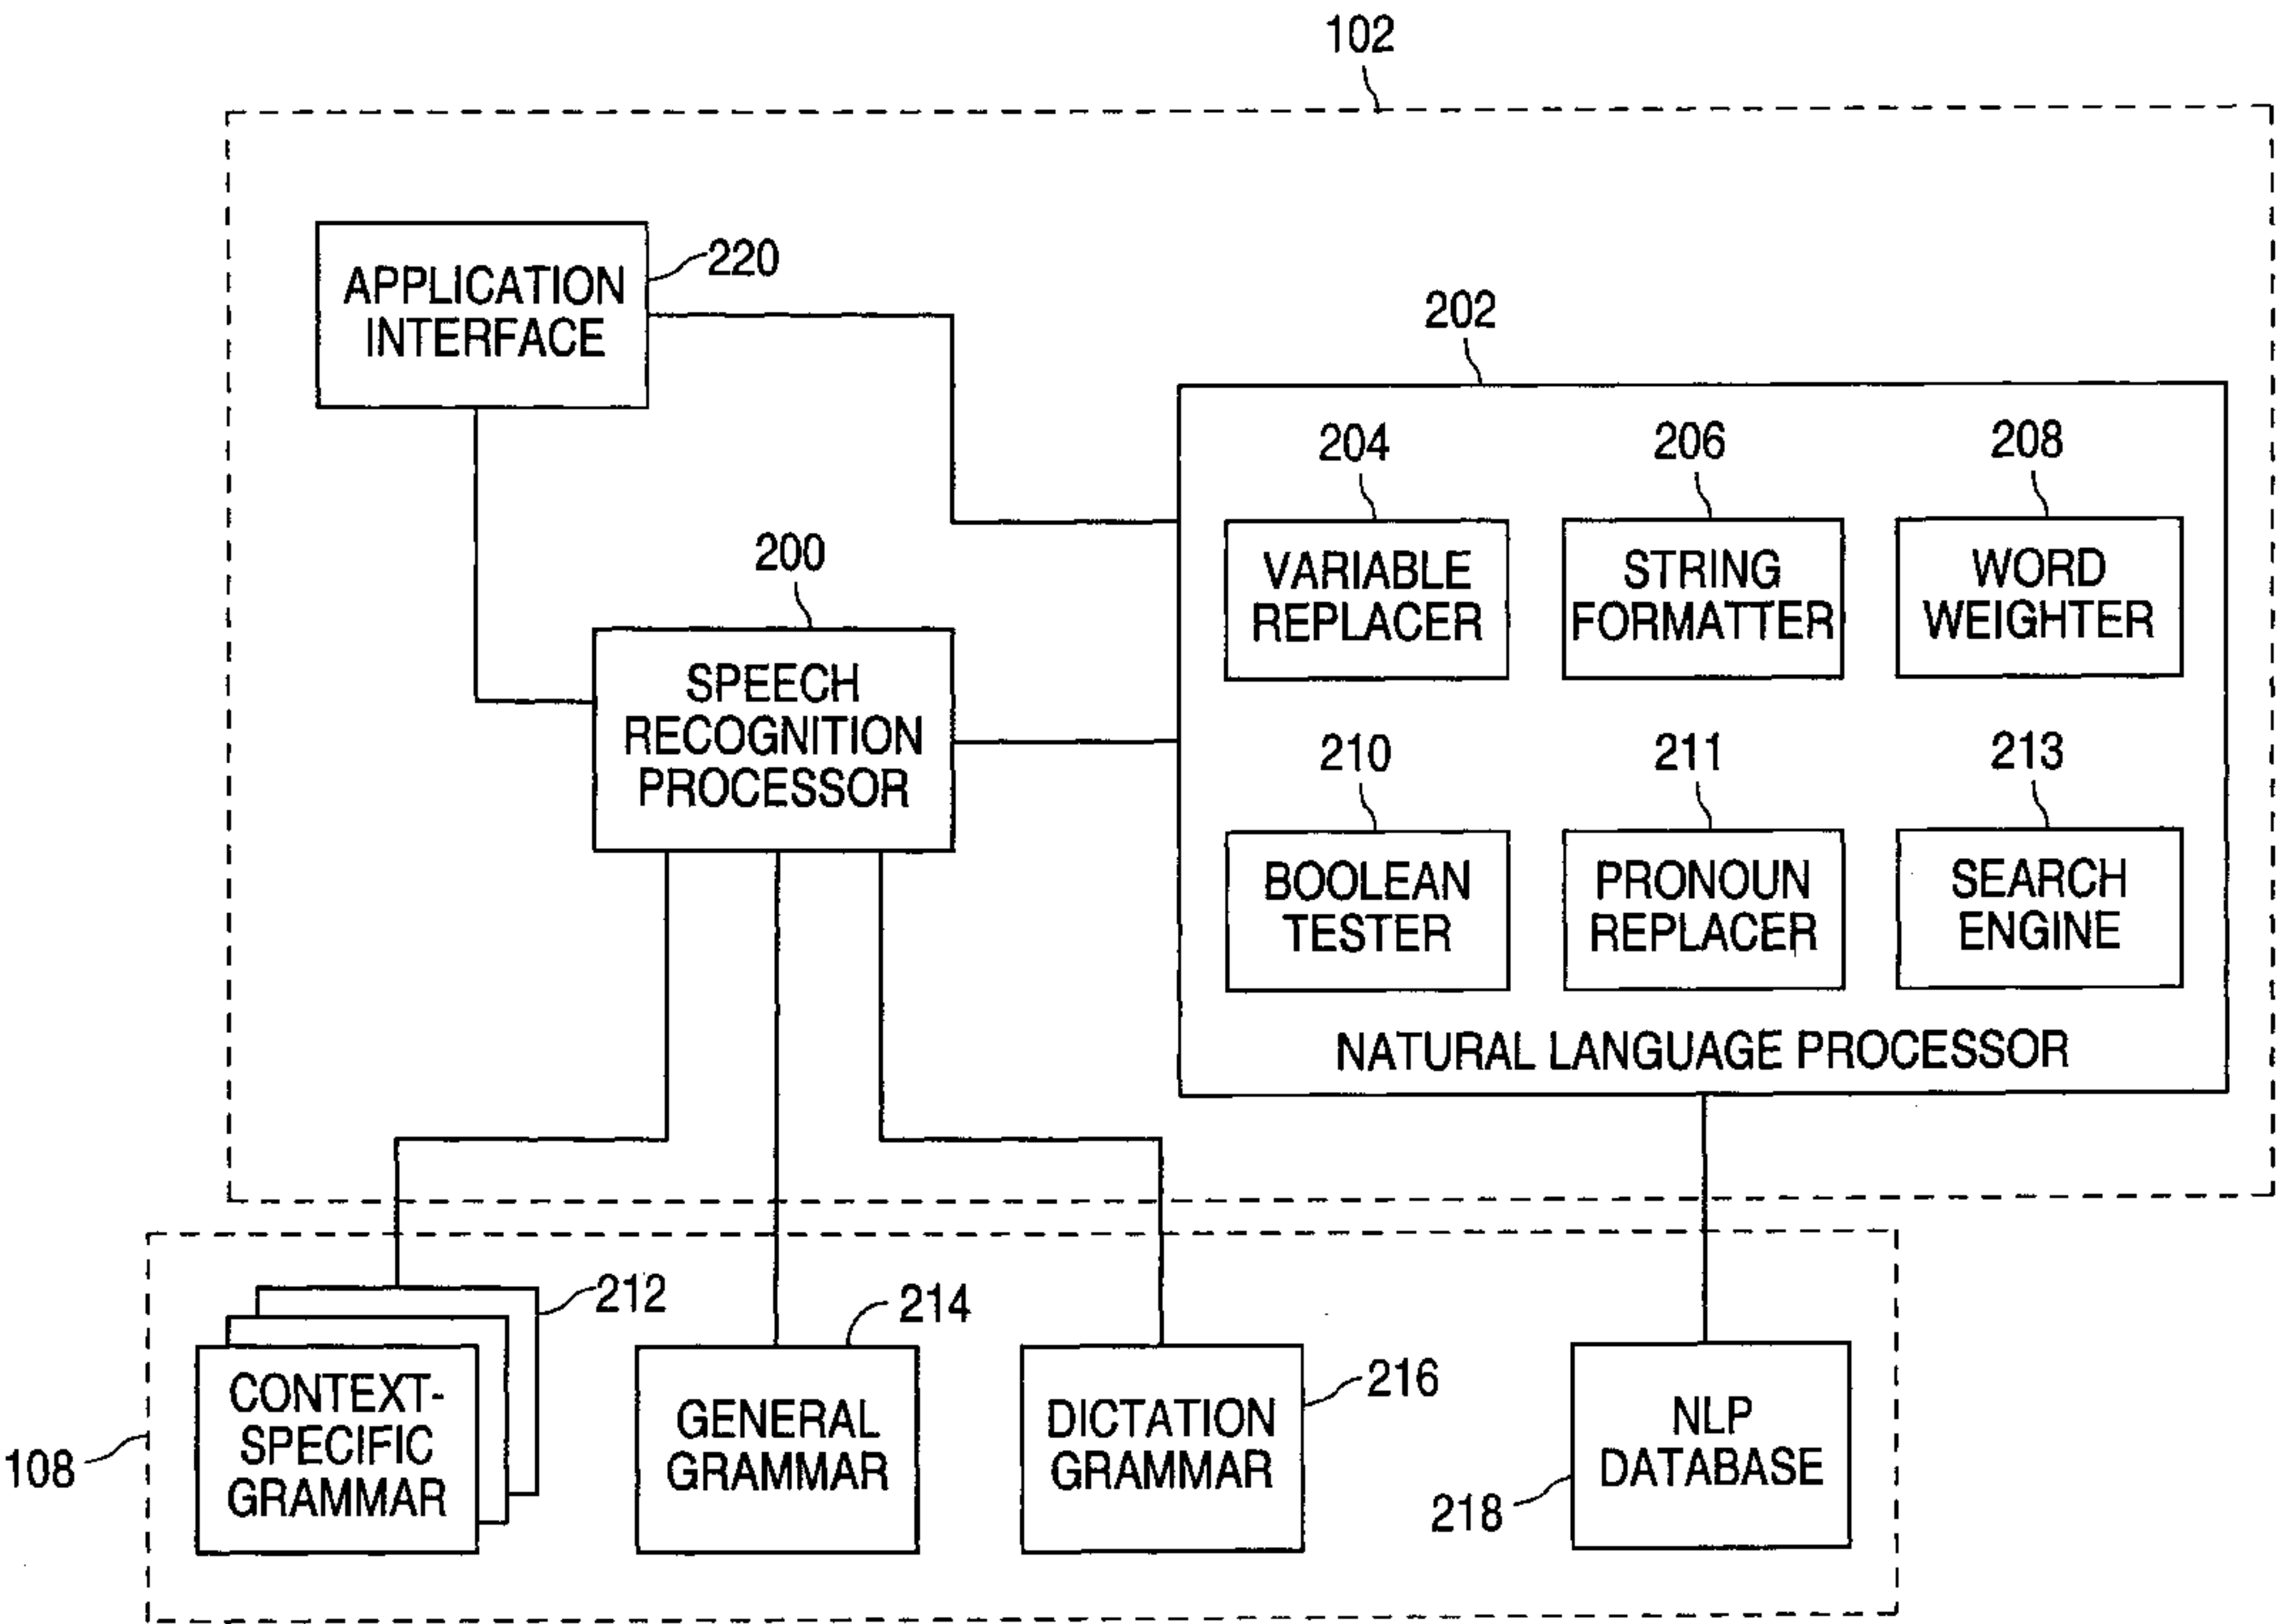 102
APPLICATION
INTERFACE
220
202
204
206
208
VARIABLE
REPLACER
STRING
FORMATTER
WORD
WEIGHTER
200
SPEECH
RECOGNITION
PROCESSOR
210
211
213
BOOLEAN
TESTER
PRONOUN
REPLACER
SEARCH
ENGINE
NATURAL LANGUAGE PROCESSOR
108
212
CONTEXT-
SPECIFIC
GRAMMAR
214
GENERAL
GRAMMAR
216
DICTATION
GRAMMAR
218
NLP
DATABASE